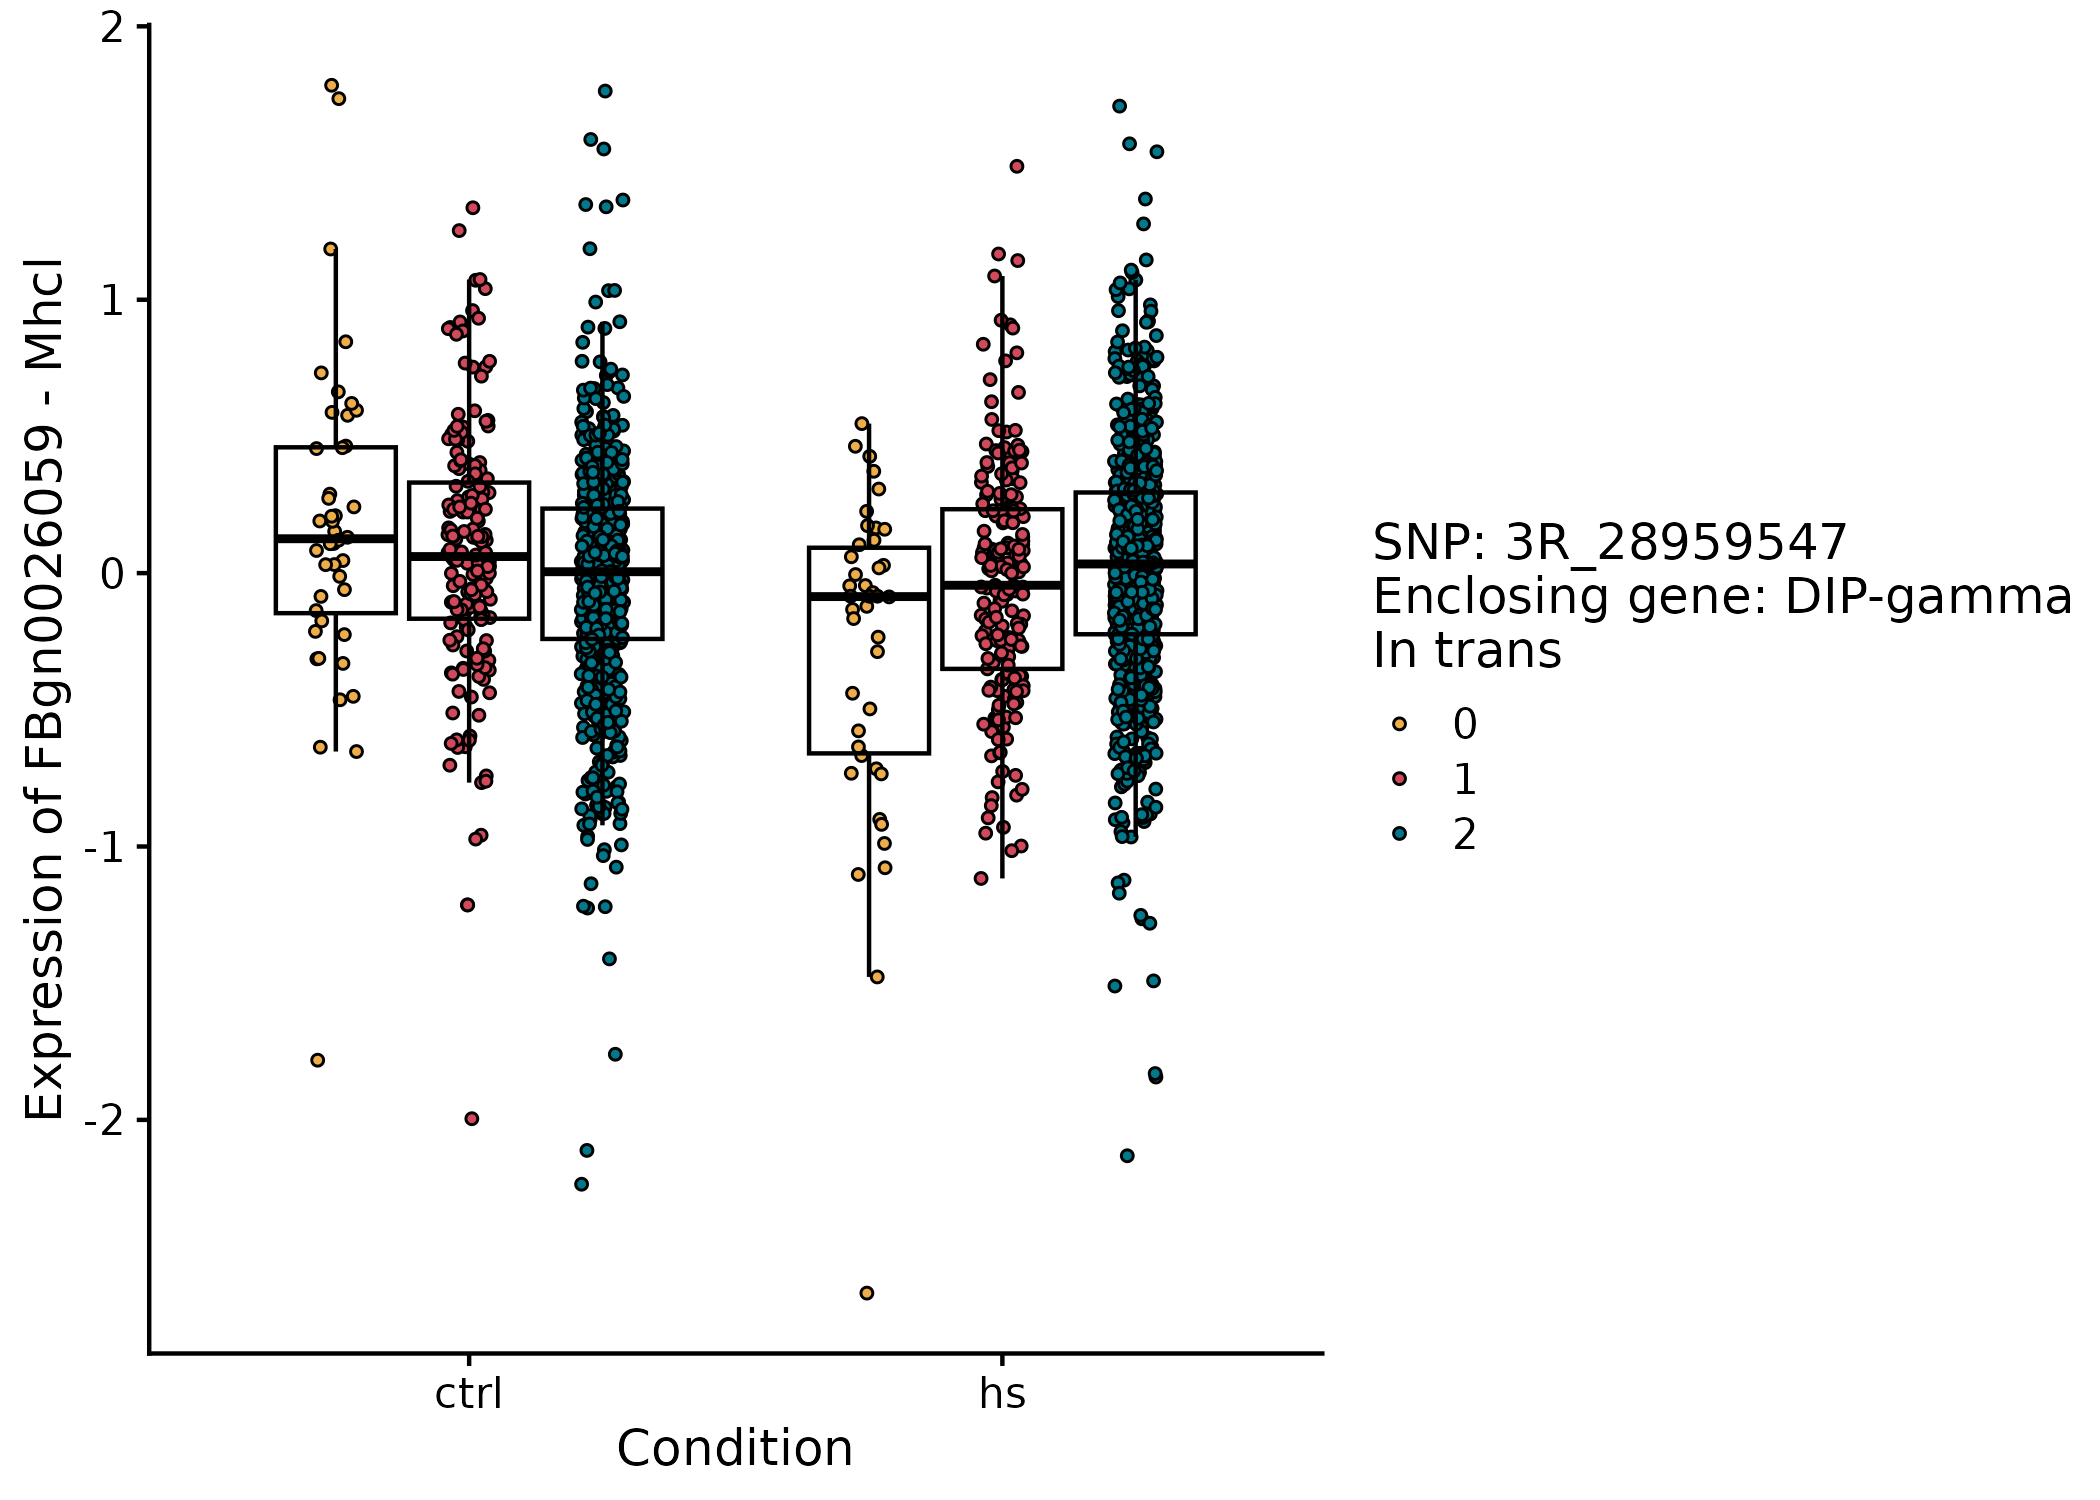 Expression of FBgn0026059 - Mhcl
2
1
0
-1
-2
ctrl
hs
Condition
SNP: 3R_28959547
Enclosing gene: DIP-gamma
In trans
0
1
2